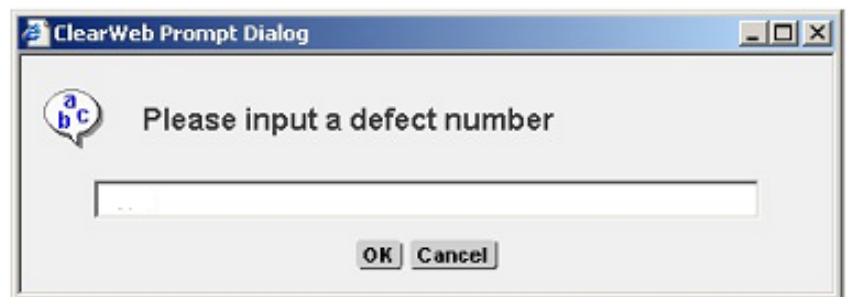 ClearWeb Prompt Dialog
a
b c
Please input a defect number
OK Cancel